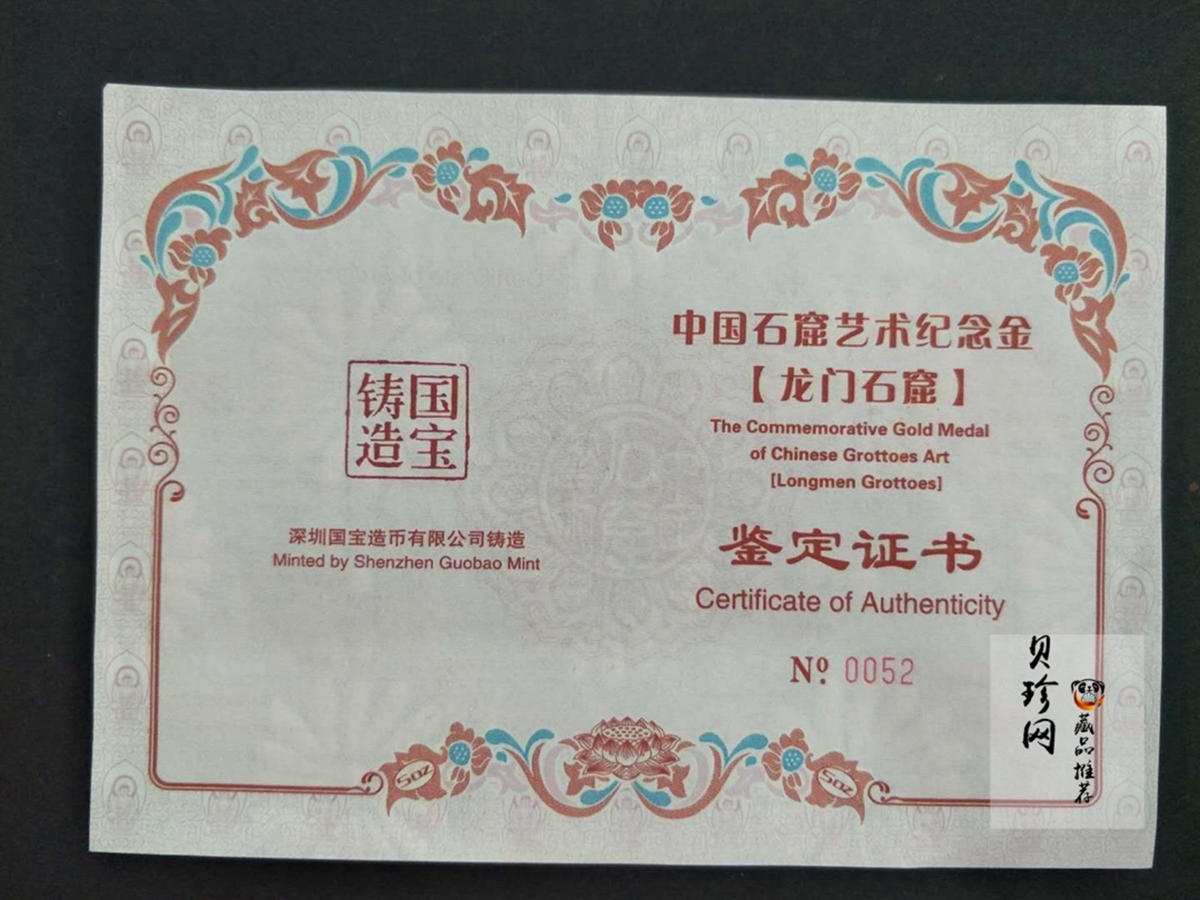 中国石窟艺术纪念金
【龙门石窟】
The Commemorative Gold Medal
of Chinese Grottoes Art
[Longmen Grottoes]
鉴定证书
Certificate of Authenticity
Nº. 0052
国宝
铸造
深圳国宝造币有限公司铸造
Minted by Shenzhen Guobao Mint
5OZ
5OZ
贝珍网
藏品推荐